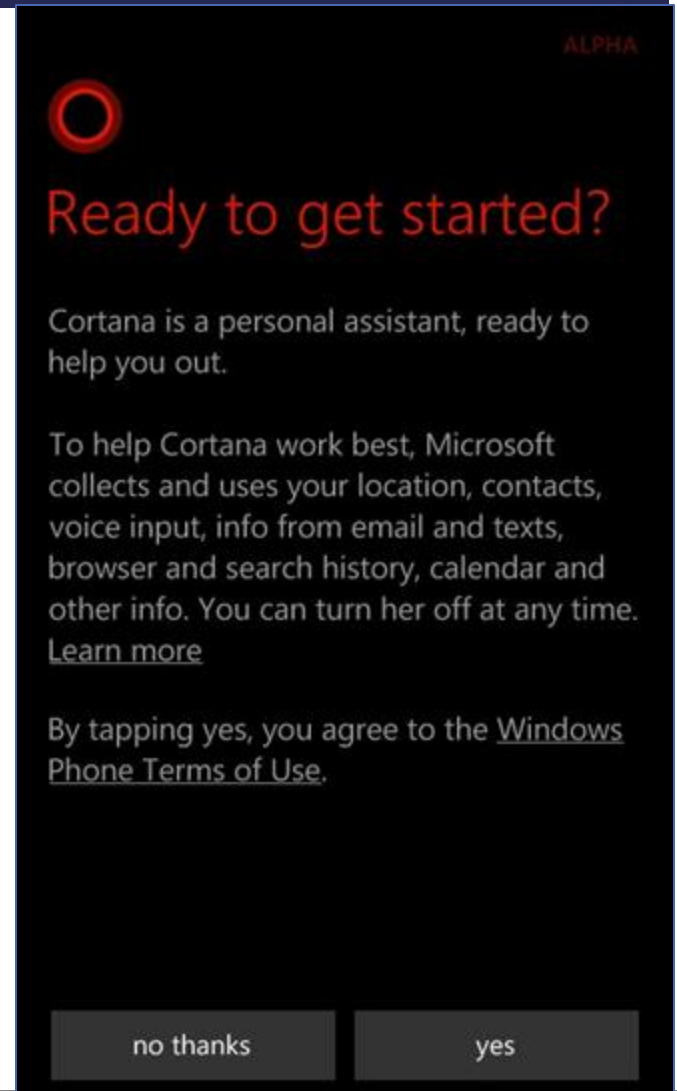 ALPHA
Ready to get started?
Cortana is a personal assistant, ready to
help you out.
To help Cortana work best, Microsoft
collects and uses your location, contacts,
voice input, info from email and texts,
browser and search history, calendar and
other info. You can turn her off at any time.
Learn more
By tapping yes, you agree to the Windows
Phone Terms of Use.
no thanks
yes